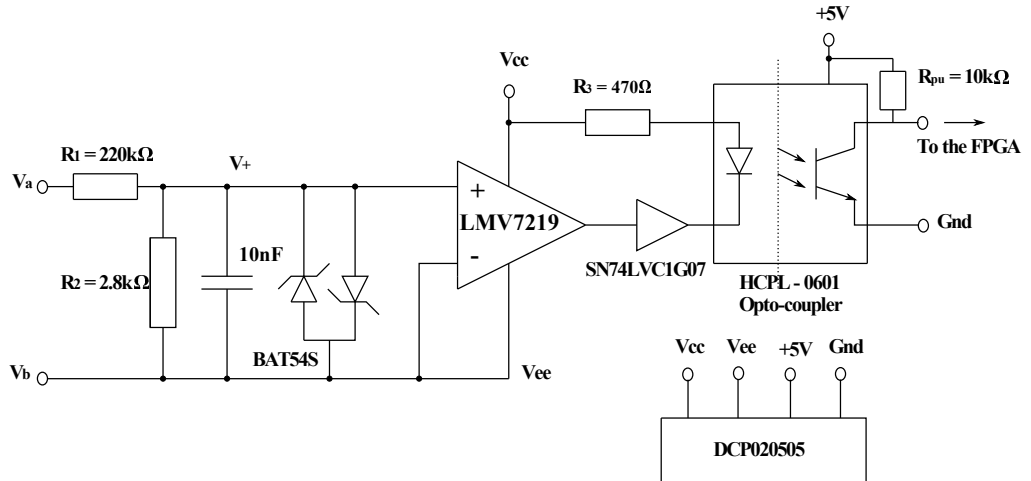 +5V
Vcc
R3 = 470Ω
Rpu = 10kΩ
To the FPGA
R1 = 220kΩ
V+
Va
+
LMV7219
-
10nF
R2 = 2.8kΩ
SN74LVC1G07
Gnd
HCPL - 0601
Opto-coupler
BAT54S
Vb
Vee
Vcc
Vee
+5V
Gnd
DCP020505